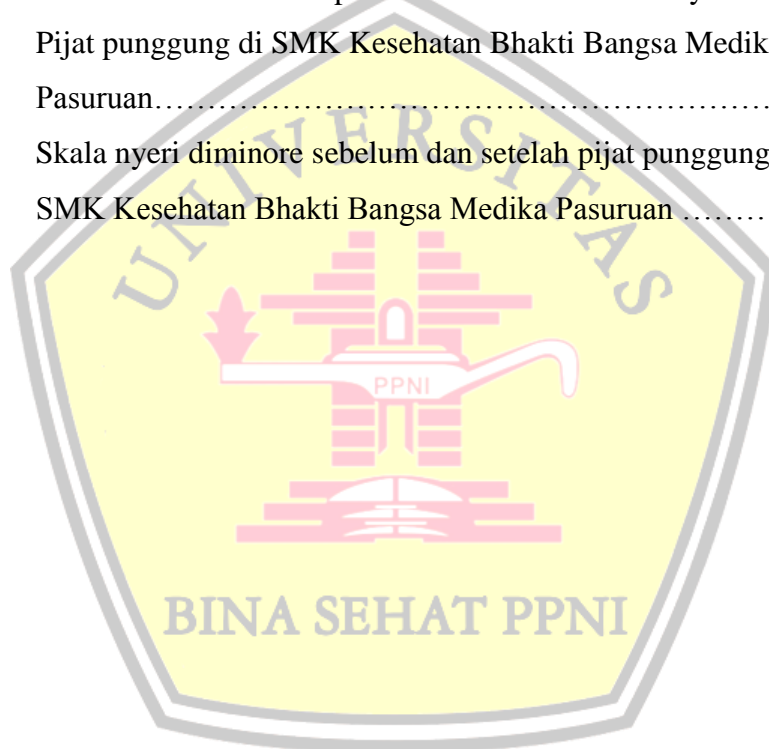 Pijat punggung di SMK Kesehatan Bhakti Bangsa Medik
Pasuruan……………………………………………………
Skala nyeri diminore sebelum dan setelah pijat punggung
SMK Kesehatan Bhakti Bangsa Medika Pasuruan ………
UNIVERSITAS
PPNI
BINA SEHAT PPNI